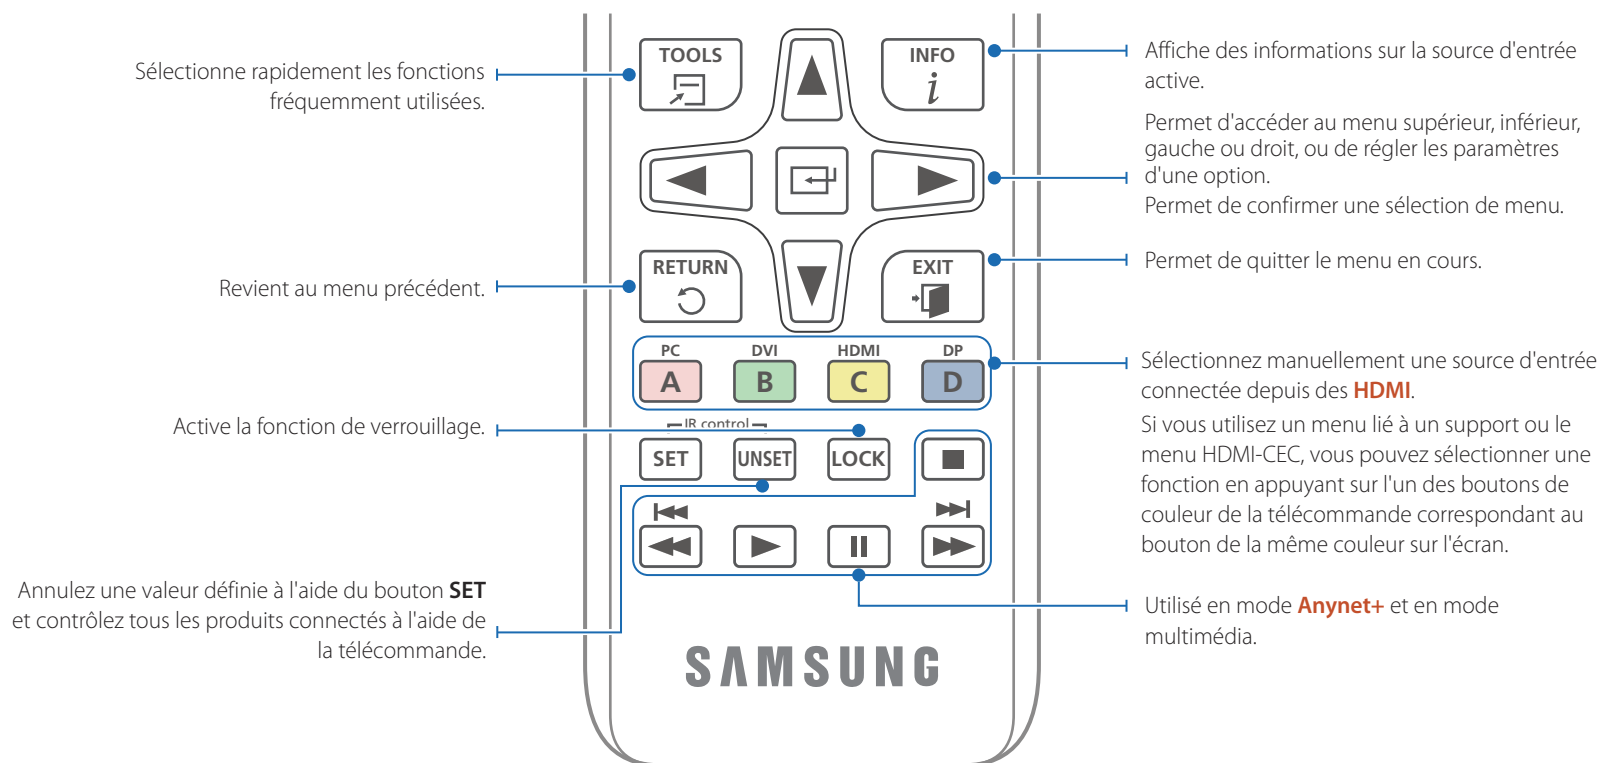 TOOLS
INFO
i
Sélectionne rapidement les fonctions
fréquemment utilisées.
Affiche des informations sur la source d'entrée
active.
Permet d'accéder au menu supérieur, inférieur,
gauche ou droit, ou de régler les paramètres
d'une option.
Permet de confirmer une sélection de menu.
RETURN
EXIT
Revient au menu précédent.
Permet de quitter le menu en cours.
PC
DVI
HDMI
DP
A
B
C
D
Sélectionnez manuellement une source d'entrée
connectée depuis des HDMI.
Si vous utilisez un menu lié à un support ou le
menu HDMI-CEC, vous pouvez sélectionner une
fonction en appuyant sur l'un des boutons de
couleur de la télécommande correspondant au
bouton de la même couleur sur l'écran.
Active la fonction de verrouillage.
IR control
SET
UNSET
LOCK
Annulez une valeur définie à l'aide du bouton SET
et contrôlez tous les produits connectés à l'aide de
la télécommande.
Utilisé en mode Anynet+ et en mode
multimédia.
SAMSUNG